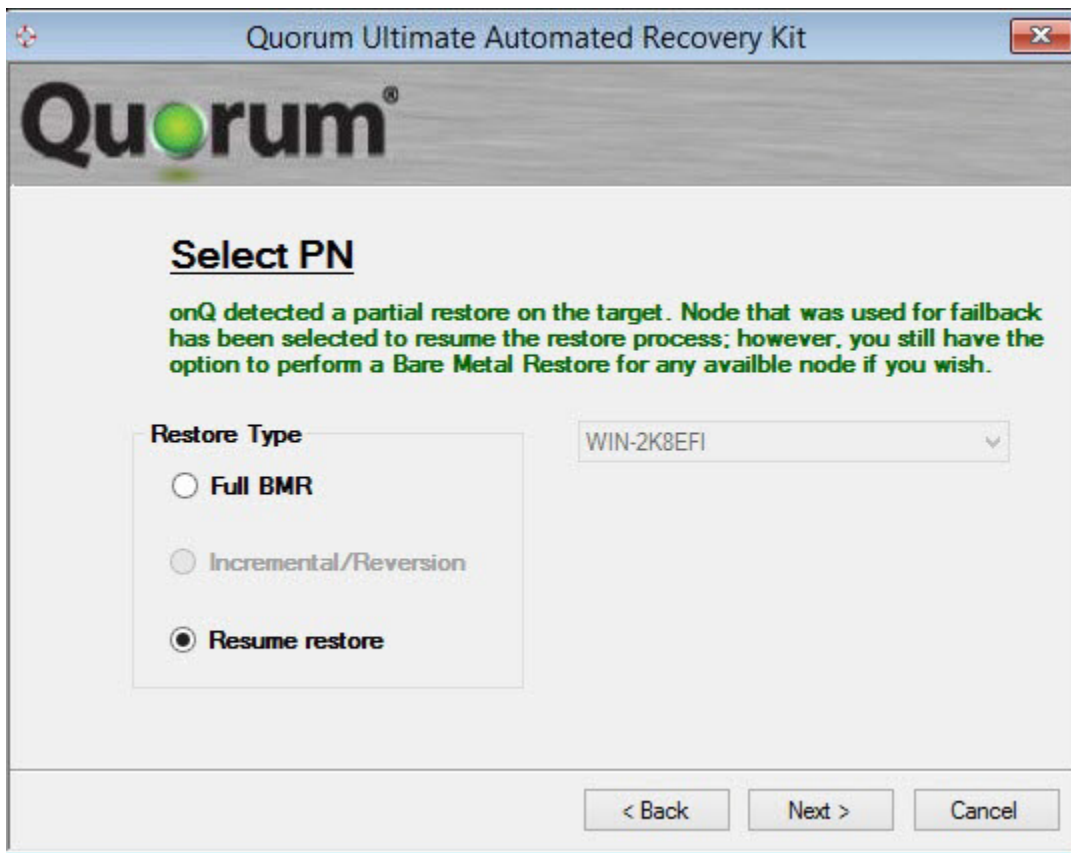 Quorum Ultimate Automated Recovery Kit
Quorum®
Select PN
onQ detected a partial restore on the target. Node that was used for failback
has been selected to resume the restore process; however, you still have the
option to perform a Bare Metal Restore for any availble node if you wish.
Restore Type
WIN-2K8EFI
Full BMR
Incremental/Reversion
Resume restore
< Back Next > Cancel